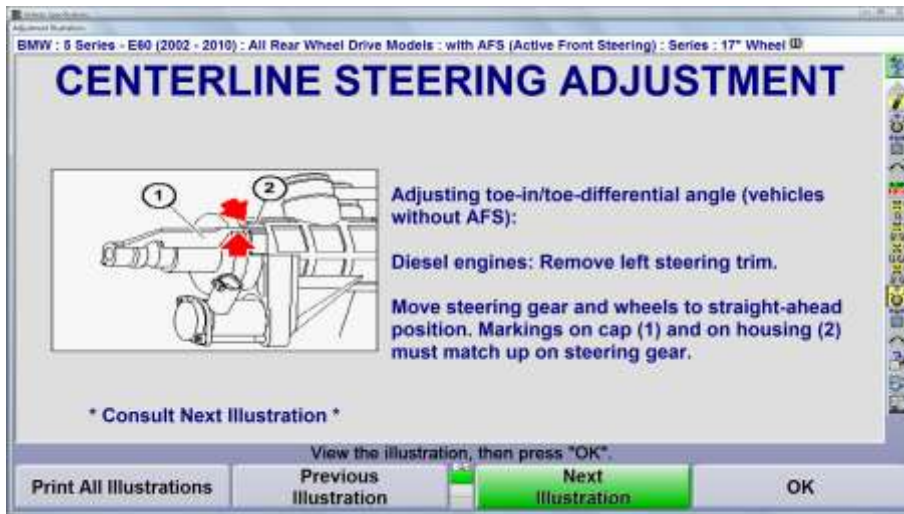 Vehicle Specifications
Adjustment Illustrations
BMW : 5 Series - E60 (2002 - 2010) : All Rear Wheel Drive Models : with AFS (Active Front Steering) : Series : 17" Wheel
CENTERLINE STEERING ADJUSTMENT
1
2
Adjusting toe-in/toe-differential angle (vehicles
without AFS):
Diesel engines: Remove left steering trim.
Move steering gear and wheels to straight-ahead
position. Markings on cap (1) and on housing (2)
must match up on steering gear.
* Consult Next Illustration *
View the illustration, then press "OK".
Print All Illustrations
Previous
Illustration
Next
Illustration
OK